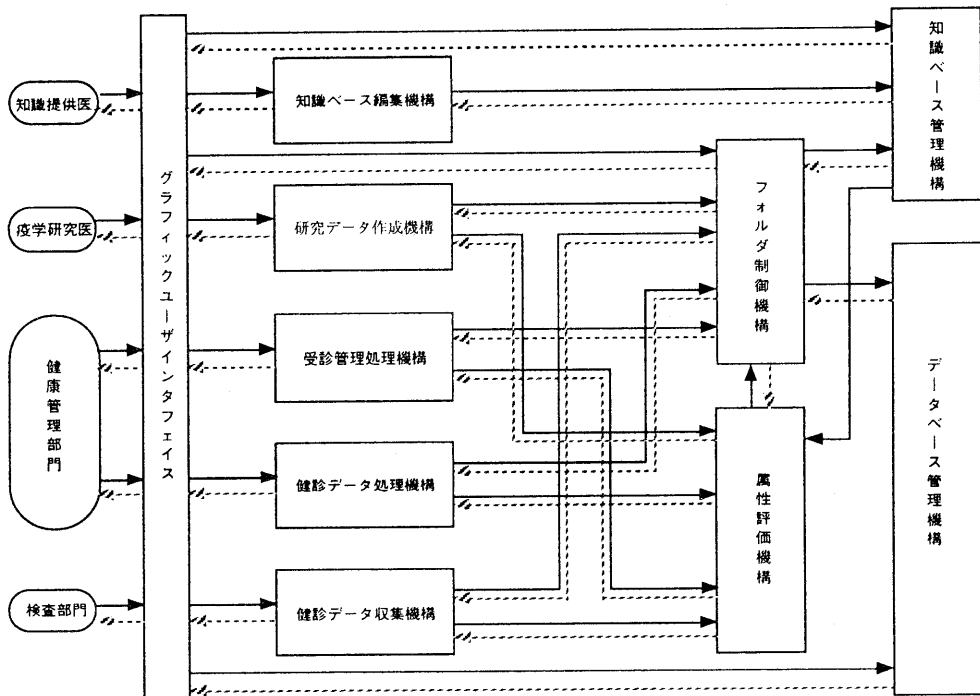 知識提供医
疫学研究医
健康管理部門
検査部門
グラフィックユーザインタフェイス
知識ベース編集機構
研究データ作成機構
受診管理処理機構
健診データ処理機構
健診データ収集機構
フォルダ制御機構
属性評価機構
知識ベース管理機構
データベース管理機構